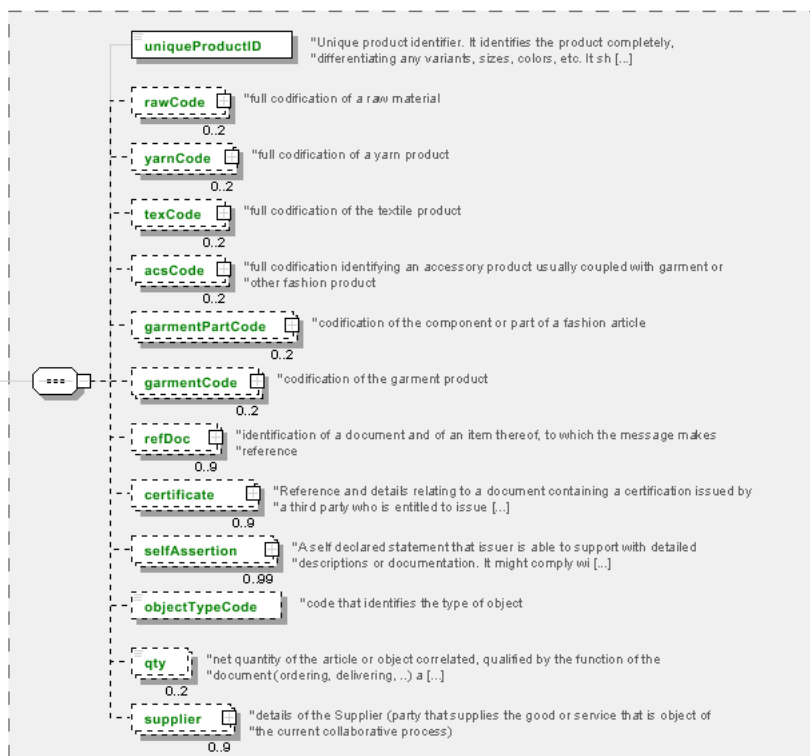 uniqueProductID
"Unique product identifier. It identifies the product completely,
"differentiating any variants, sizes, colors, etc. It sh [...]
rawCode
"full codification of a raw material
0..2
yarnCode
"full codification of a yarn product
0..2
texCode
"full codification of the textile product
0..2
acsCode
"full codification identifying an accessory product usually coupled with garment or
"other fashion product
0..2
garmentPartCode
"codification of the component or part of a fashion article
0..2
garmentCode
"codification of the garment product
0..2
refDoc
"identification of a document and of an item thereof, to which the message makes
"reference
0..9
certificate
"Reference and details relating to a document containing a certification issued by
"a third party who is entitled to issue [...]
0..9
selfAssertion
"A self declared statement that issuer is able to support with detailed
"descriptions or documentation. It might comply wi [...]
0..99
objectTypeCode
"code that identifies the type of object
qty
"net quantity of the article or object correlated, qualified by the function of the
"document (ordering, delivering, ..) a [...]
0..2
supplier
"details of the Supplier (party that supplies the good or service that is object of
"the current collaborative process)
0..9